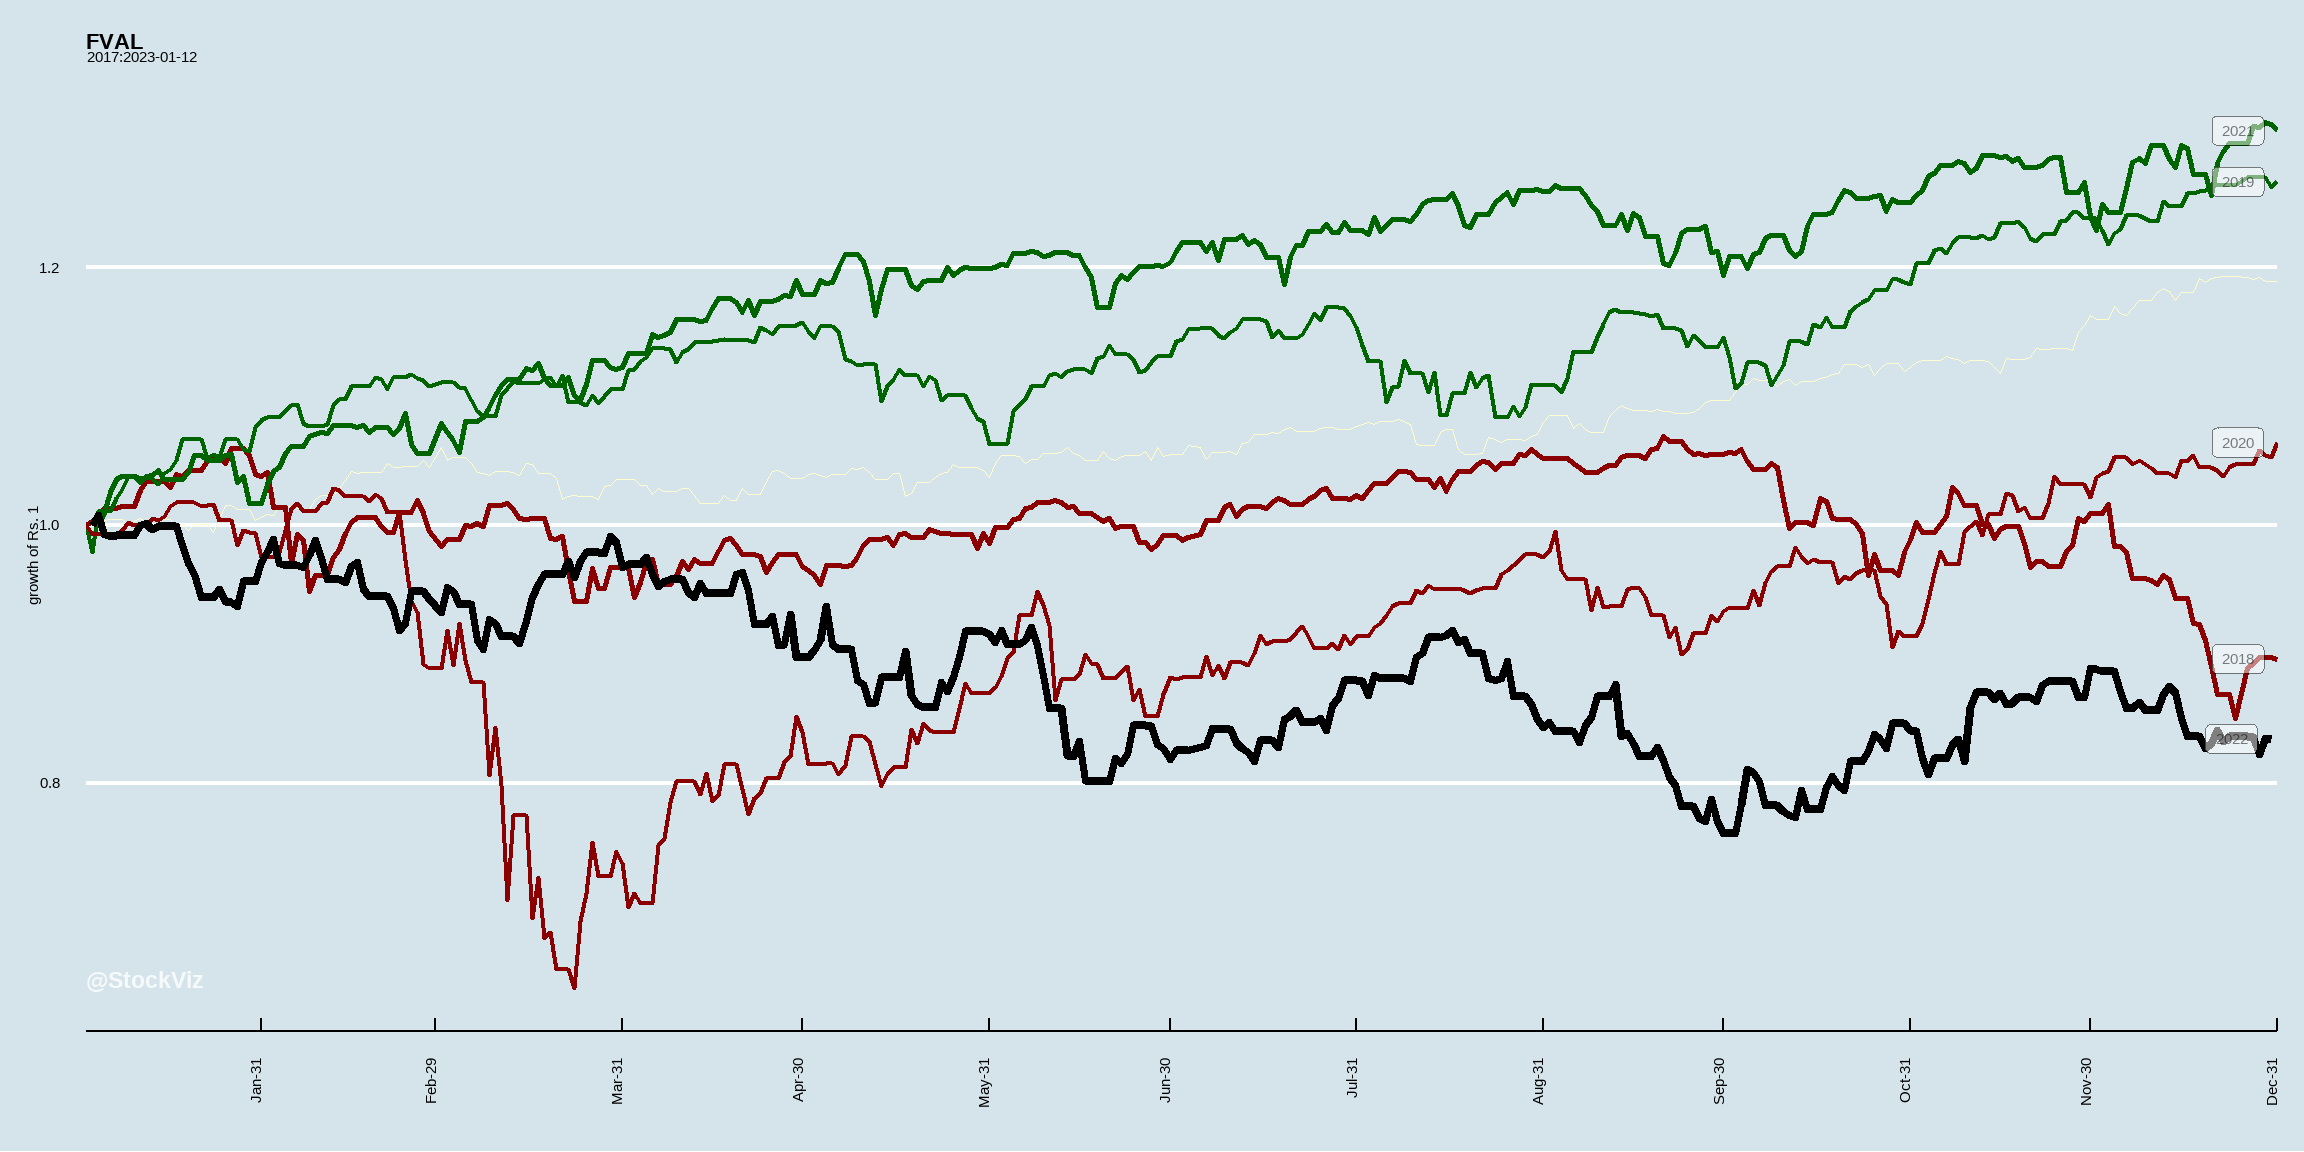 FVAL
2017:2023-01-12
2021
2019
1.2
2020
1.0
growth of Rs. 1
2018
2022
0.8
@StockViz
Jan-31
Feb-29
Mar-31
Apr-30
May-31
Jun-30
Jul-31
Aug-31
Sep-30
Oct-31
Nov-30
Dec-31